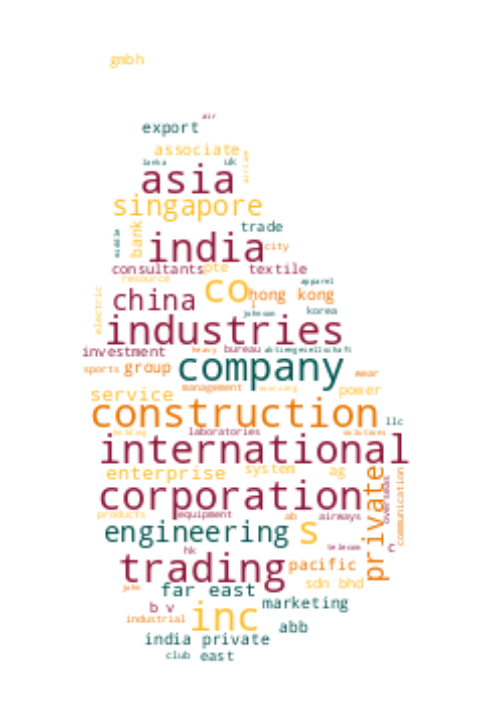 gmbh
air
export
associate
lanka uk
asia
singapore
trade
bank
india city
consultants pte textile
resource apparel
co hong kong
china
johnson korea
electric
industries
investment heavy bureau aktiengesellschaft
company
sports group wear
management
service power
construction
llc
holding laboratories solutions
international
enterprise system ag
communication
overseas
corporation
private
products equipment ab airways
engineering s
hk telecom
trading pacific
john far east sdn bhd
b v marketing
inc
industrial abb
india private
club east